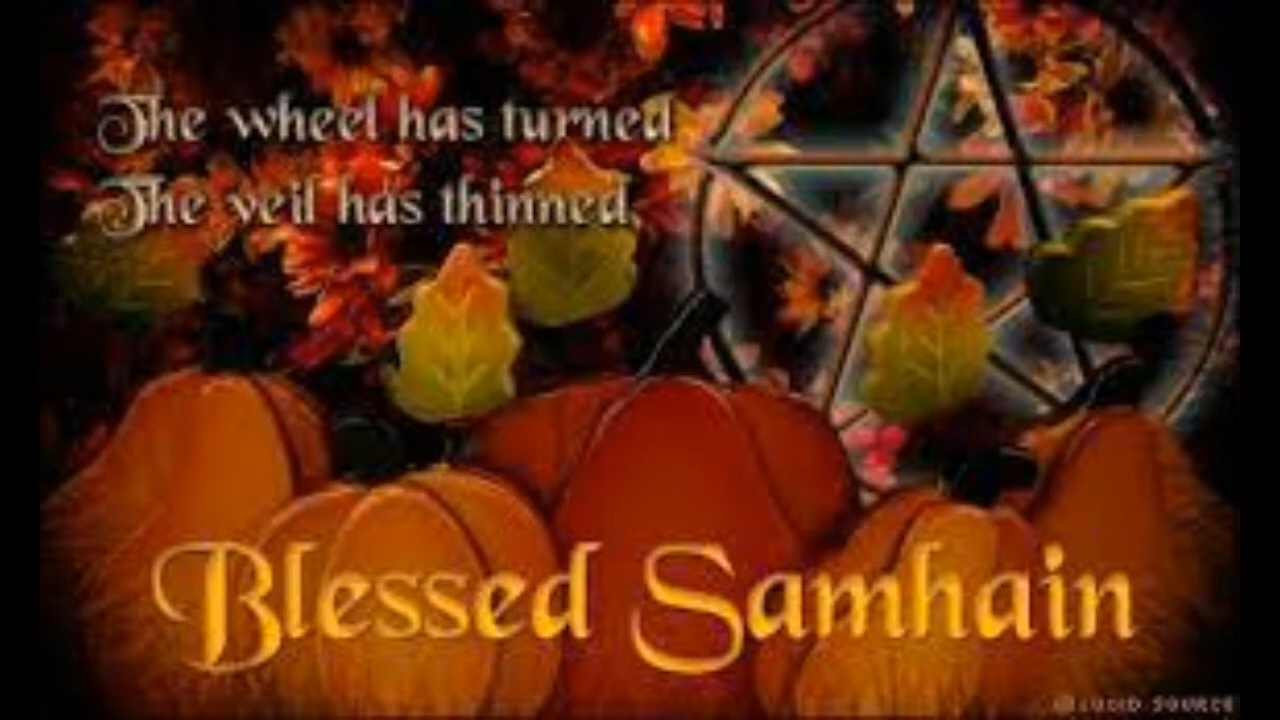 The wheel has turned
The veil has thinned.
Blessed Samhain